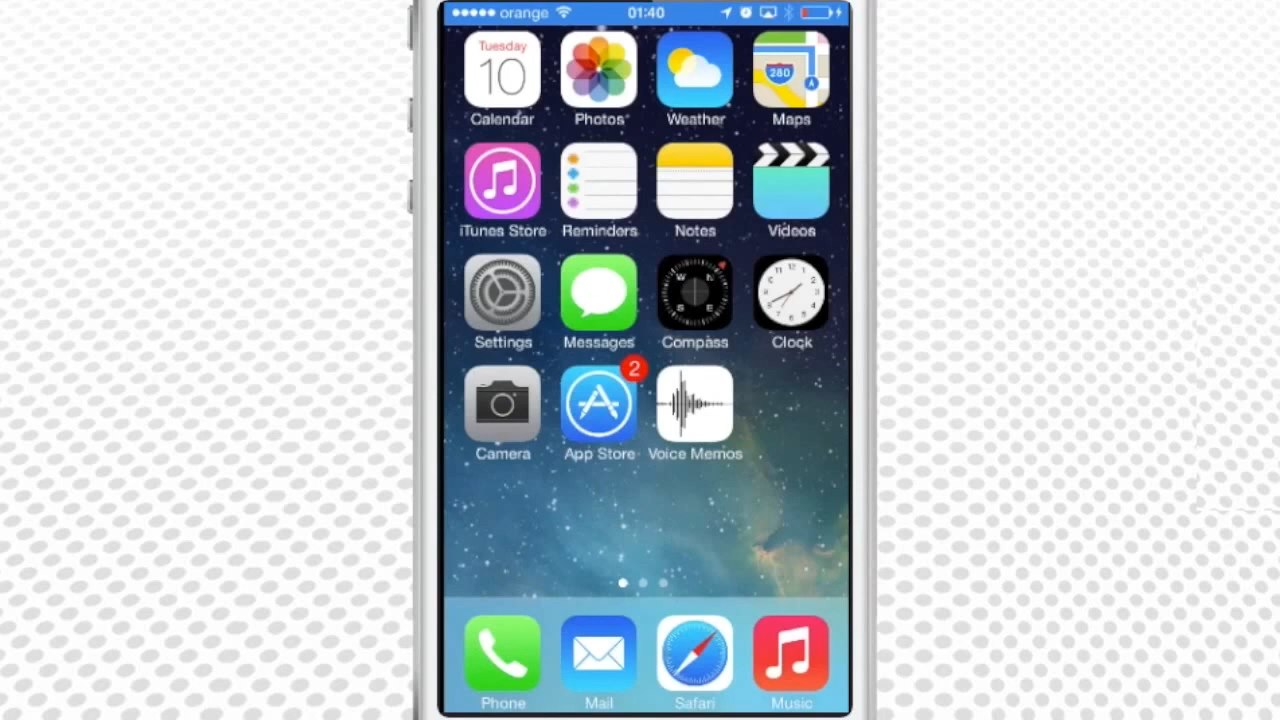 orange 01:40
Tuesday
10
280
Calendar Photos Weather Maps
iTunes Store Reminders Notes Videos
Settings Messages Compass Clock
2
Camera App Store Voice Memos
Phone Mail Safari Music